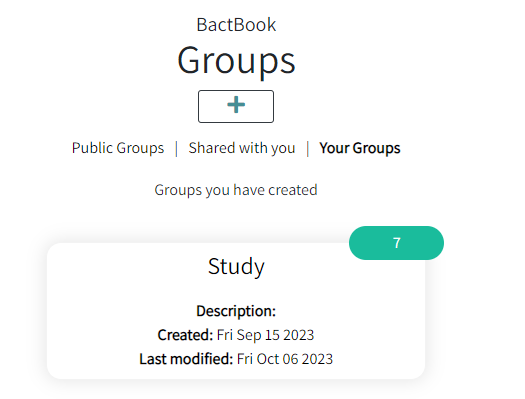 BactBook
Groups
+
Public Groups | Shared with you | Your Groups
Groups you have created
7
Study
Description:
Created: Fri Sep 15 2023
Last modified: Fri Oct 06 2023